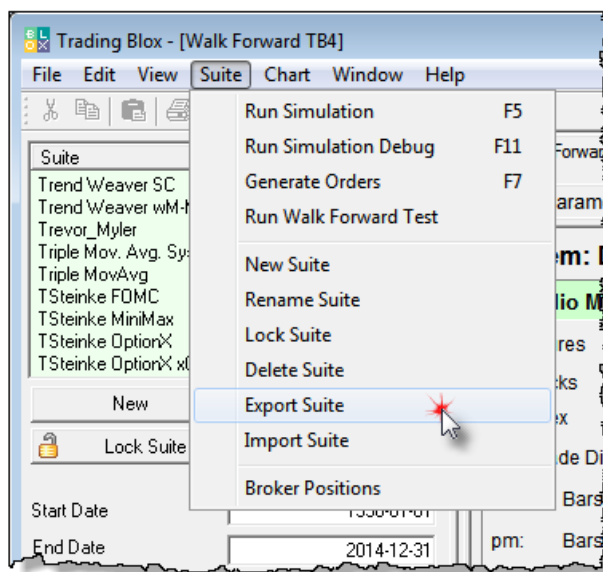 Trading Blox - [Walk Forward TB4]
File Edit View Suite Chart Window Help
Run Simulation F5
Run Simulation Debug F11
Generate Orders F7
Run Walk Forward Test
New Suite
Rename Suite
Lock Suite
Delete Suite
Export Suite
Import Suite
Broker Positions
Suite
Trend Weaver SC
Trend Weaver wM-
Trevor_Myler
Triple Mov. Avg. Sy
Triple MovAvg
TSteinke FOMC
TSteinke MiniMax
TSteinke OptionX
TSteinke OptionX x
New
Lock Suite
Start Date
End Date 2014-12-31
Forwar
aram
em:
lio M
res
cks
ex
ade Di
Bars
pm: Bars